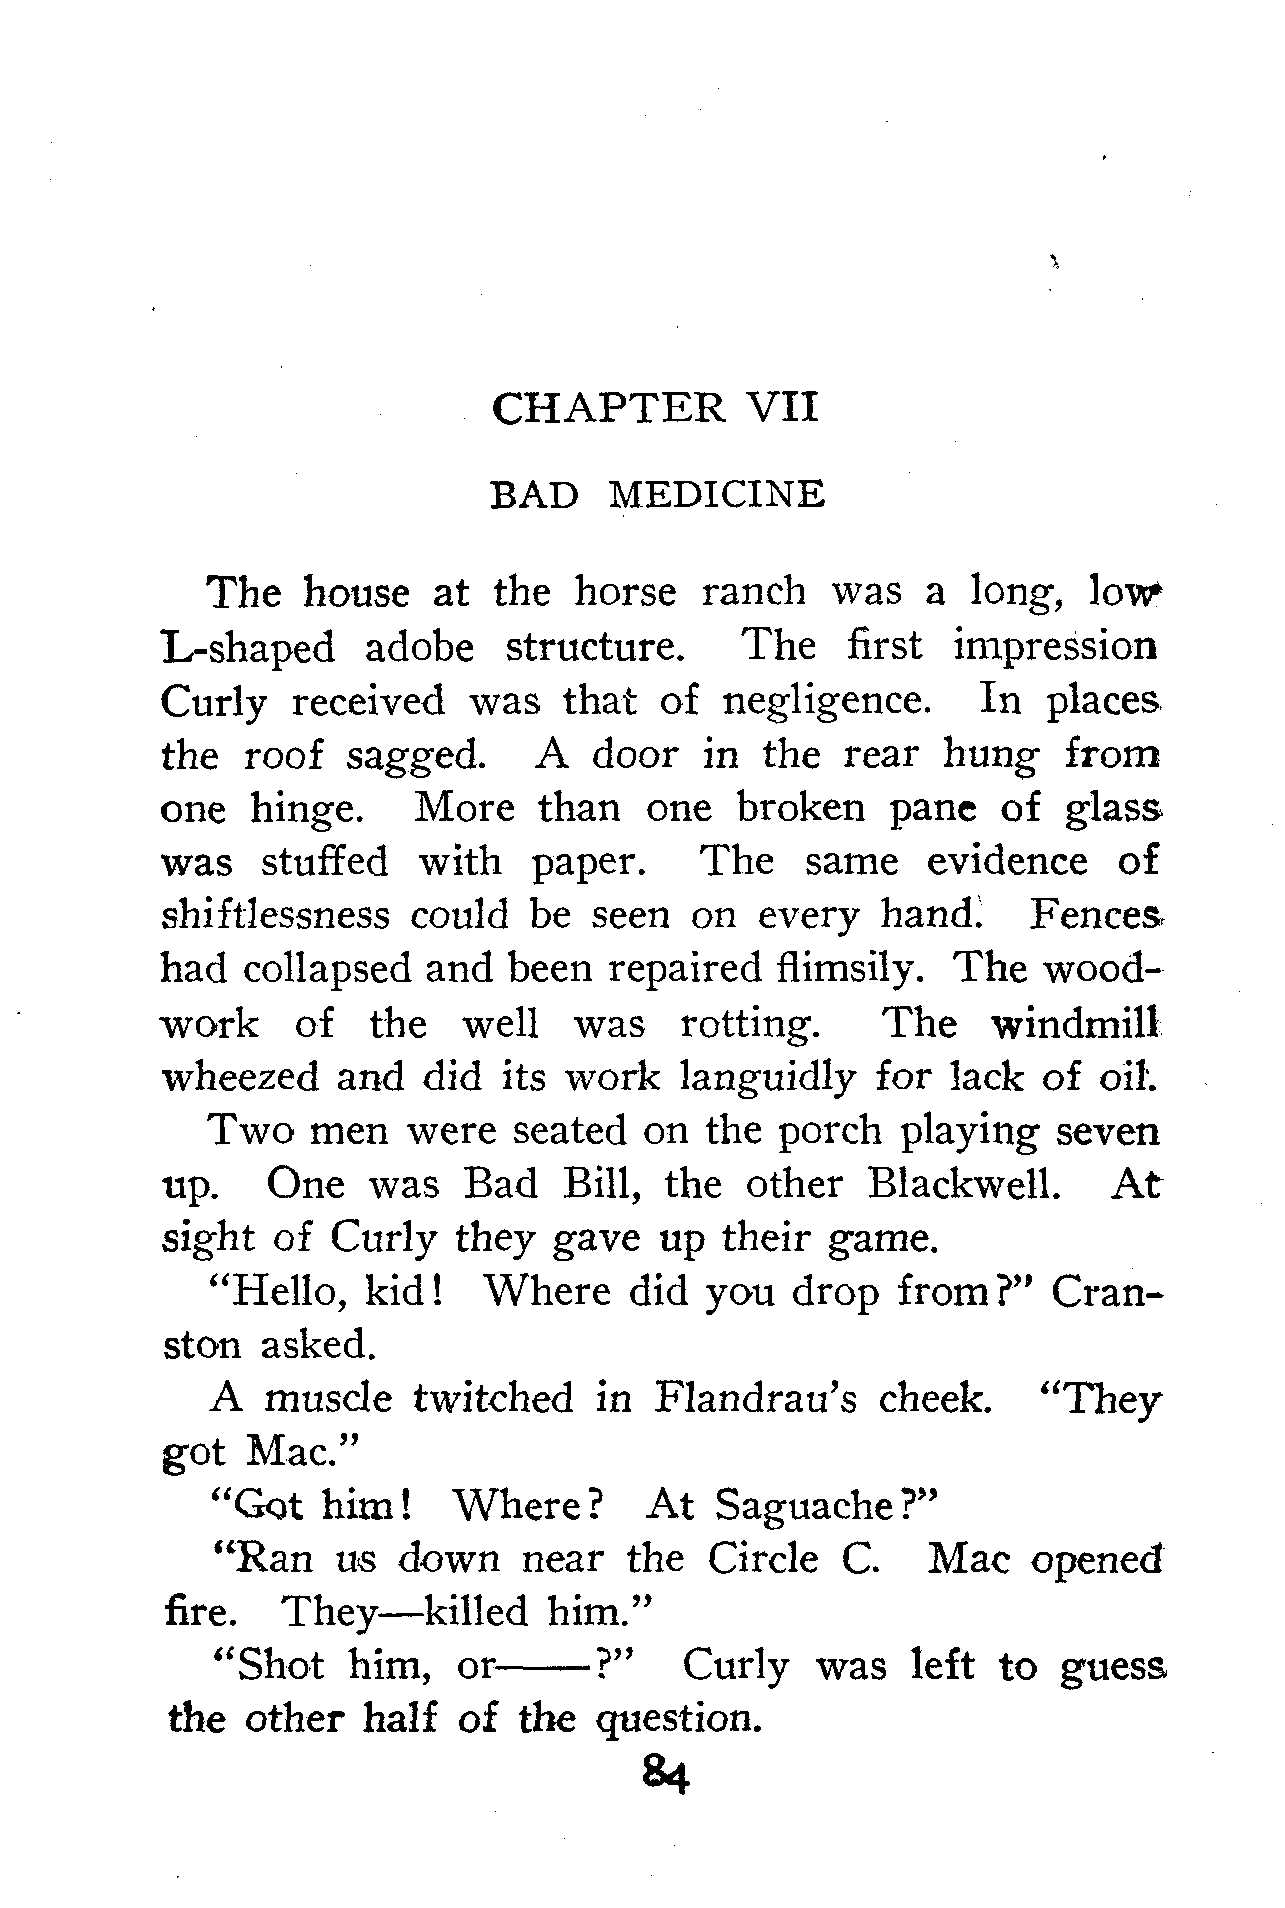 CHAPTER VII
BAD MEDICINE
The house at the horse ranch was a long, low
L-shaped adobe structure. The first impression
Curly received was that of negligence. In places
the roof sagged. A door in the rear hung from
one hinge. More than one broken pane of glass
was stuffed with paper. The same evidence of
shiftlessness could be seen on every hand. Fences
had collapsed and been repaired flimsily. The wood-
work of the well was rotting. The windmill
wheezed and did its work languidly for lack of oil.
Two men were seated on the porch playing seven
up. One was Bad Bill, the other Blackwell. At
sight of Curly they gave up their game.
“Hello, kid! Where did you drop from?” Cran-
ston asked.
A muscle twitched in Flandrau’s cheek. “They
got Mac.”
“Got him! Where? At Saguache?”
“Ran us down near the Circle C. Mac opened
fire. They—killed him.”
“Shot him, or——?” Curly was left to guess
the other half of the question.
84